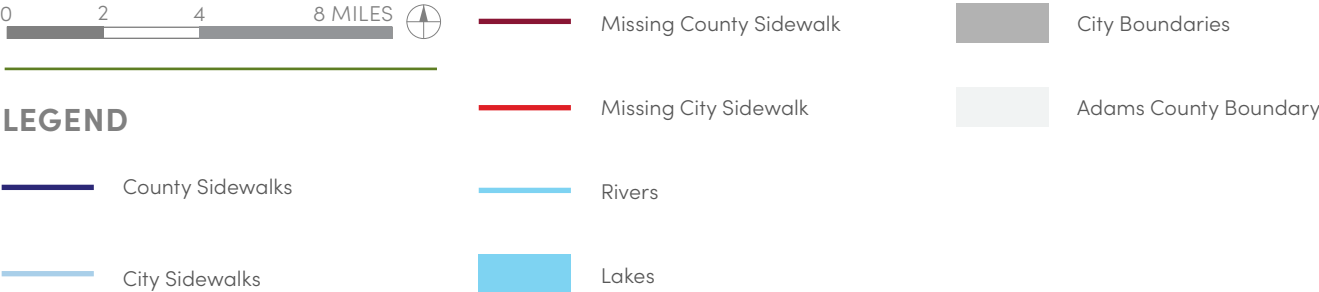 0 2 4 8 MILES
LEGEND
County Sidewalks
City Sidewalks
Missing County Sidewalk
Missing City Sidewalk
Rivers
Lakes
City Boundaries
Adams County Boundary